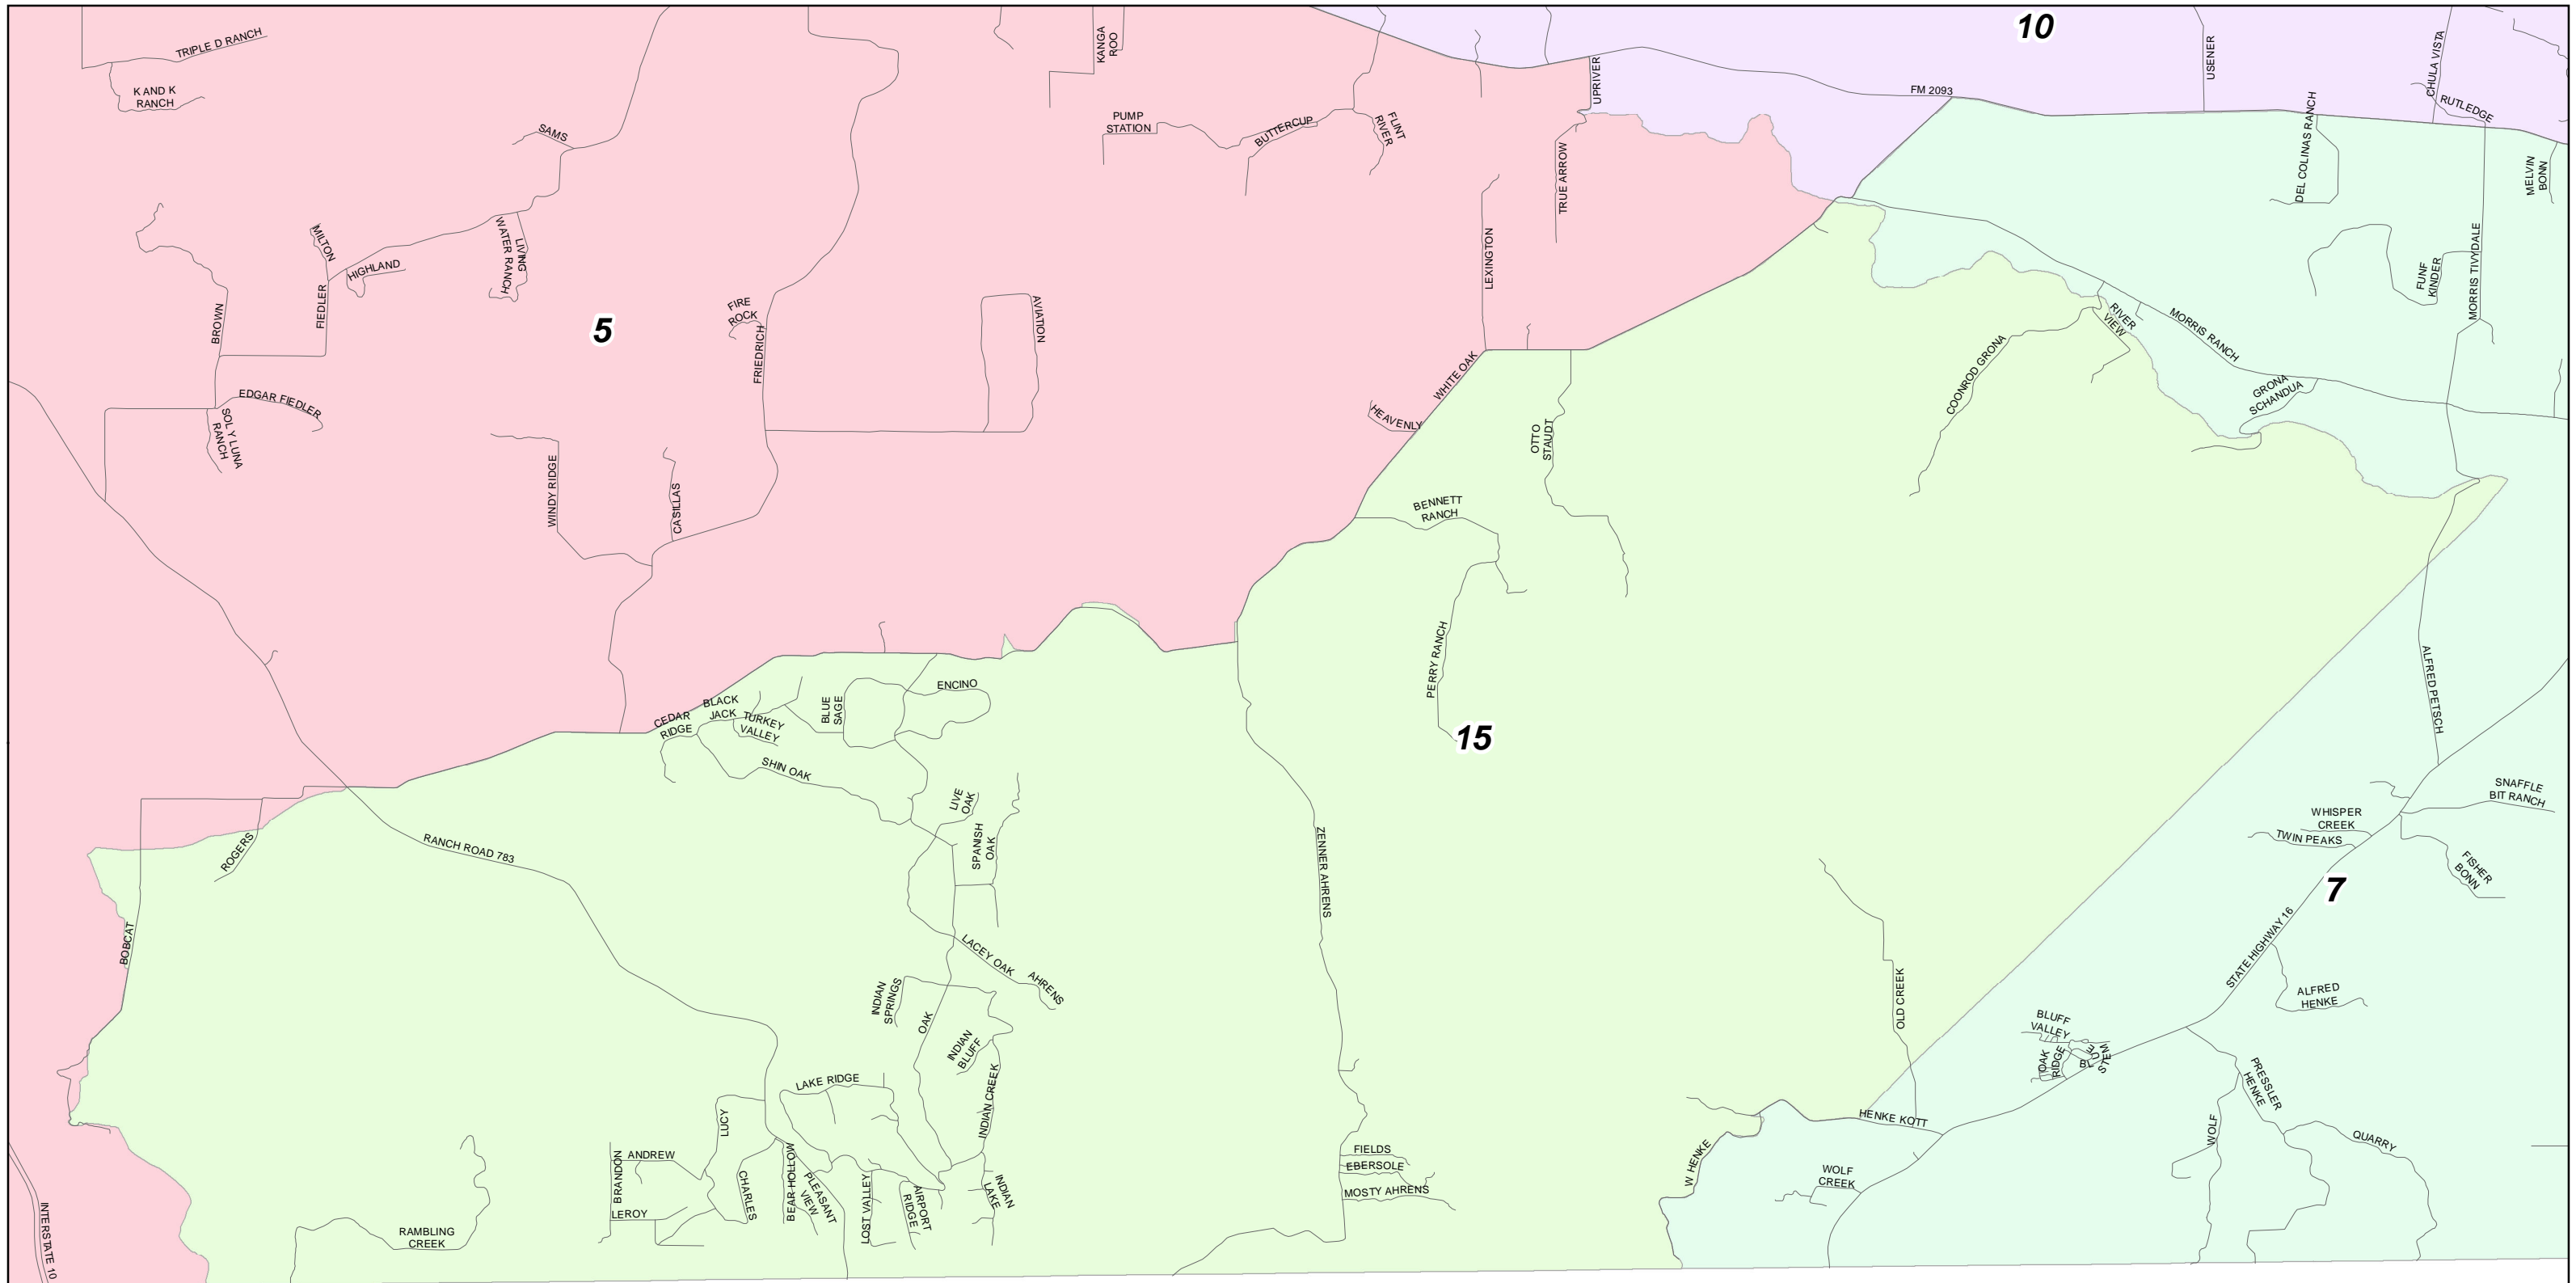 10
TRIPLE D RANCH
K AND K
RANCH
KANGA
ROO
UPRIVER
USENER
CHULA VISTA
FM 2093
RUTLEDGE
SAMS
PUMP
STATION
BUTTERCUP
FLINT
RIVER
TRUE ARROW
DEL COLINAS RANCH
MELVIN
BONN
MILTON
HIGHLAND
LIVING
WATER RANCH
LEXINGTON
FUNF
KINDER
MORRIS TIVYDALE
BROWN
FIEDLER
5
FIRE
ROCK
FRIEDRICH
AVIATION
RIVER
VIEW
MORRIS RANCH
COONROD GRONA
GRONA
SCHANDUA
WHITE OAK
HEAVENLY
EDGAR FIEDLER
SOL Y LUNA
RANCH
OTTO
STAUDT
WINDY RIDGE
CASILLAS
BENNETT
RANCH
PERRY RANCH
ALFRED PETSCH
ENCINO
BLACK
JACK
CEDAR
RIDGE
TURKEY
VALLEY
BLUE
SAGE
15
SHIN OAK
LIVE
OAK
SPANISH
OAK
SNAFFLE
BIT RANCH
WHISPER
CREEK
TWIN PEAKS
FISHER
BONN
7
ROGERS
RANCH ROAD 783
ZENNER AHRENS
BOBCAT
LACEY OAK
AHRENS
STATE HIGHWAY 16
INDIAN
SPRINGS
OAK
INDIAN
BLUFF
OLD CREEK
ALFRED
HENKE
BLUFF
VALLEY
OAK
RIDGE
BLUE
STEM
LAKE RIDGE
INDIAN CREEK
PRESSLER
HENKE
LUCY
HENKE KOTT
WOLF
QUARRY
ANDREW
BRANDON
CHARLES
BEAR HOLLOW
PLEASANT
VIEW
FIELDS
EBERSOLE
MOSTY AHRENS
W HENKE
WOLF
CREEK
LEROY
LOST VALLEY
AIRPORT
RIDGE
INDIAN
LAKE
RAMBLING
CREEK
INTERSTATE 10